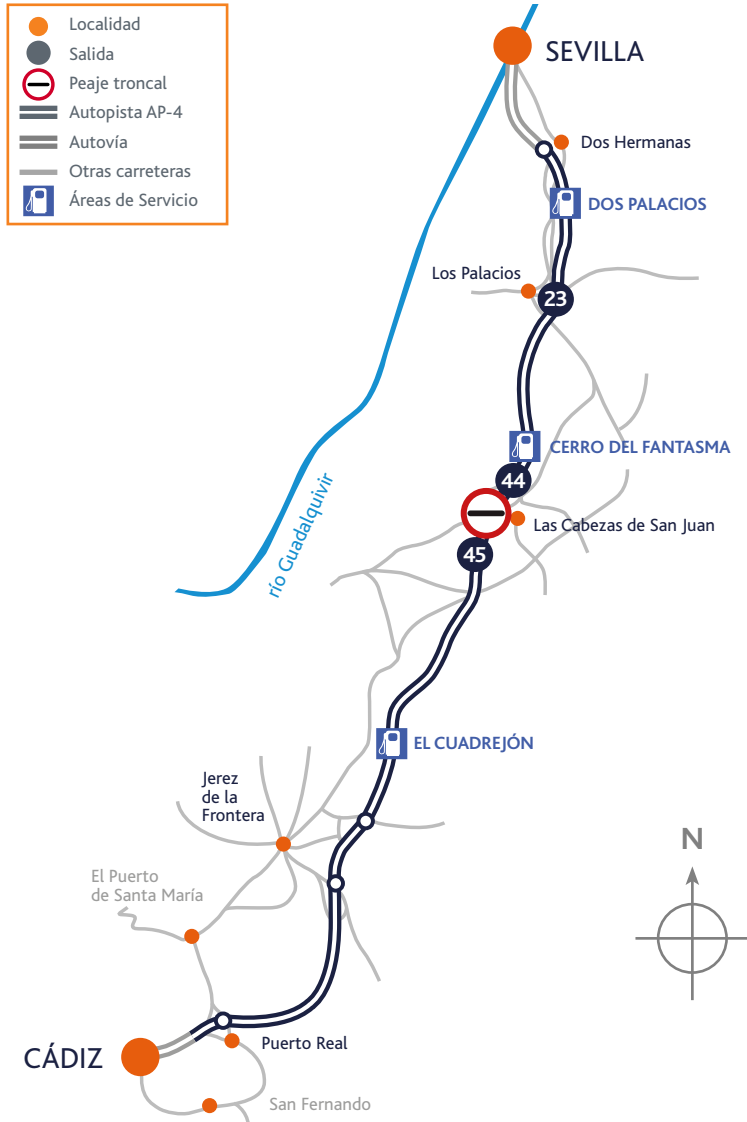 Localidad
Salida
Peaje troncal
Autopista AP-4
Autovía
Otras carreteras
Áreas de Servicio
SEVILLA
Dos Hermanas
DOS PALACIOS
Los Palacios
23
CERRO DEL FANTASMA
44
Las Cabezas de San Juan
45
río Guadalquivir
EL CUADREJÓN
Jerez
de la
Frontera
El Puerto
de Santa María
N
Puerto Real
CÁDIZ
San Fernando